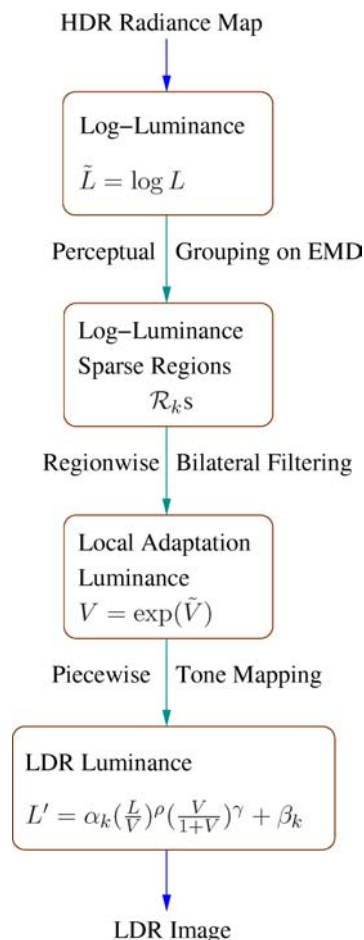 HDR Radiance Map
Log-Luminance
L̃ = log L
Perceptual Grouping on EMD
Log-Luminance
Sparse Regions
ℛₖs
Regionwise Bilateral Filtering
Local Adaptation
Luminance
V = exp(Ṽ)
Piecewise Tone Mapping
LDR Luminance
L′ = αₖ(L/V)^ρ(V/1+V)^γ + βₖ
LDR Image